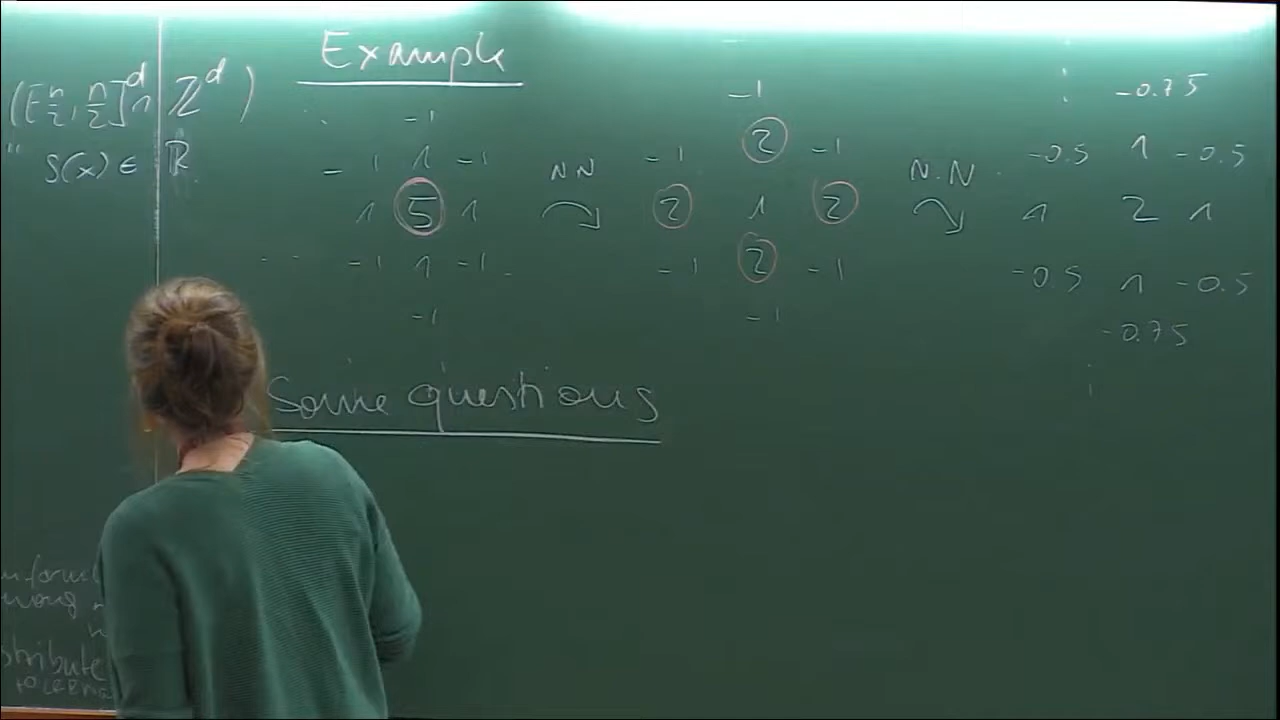 Example
([-n/2, n/2]^d ∩ ℤ^d)
" S(x) ∈ ℝ
-1
-1 1 -1
1 5 1
-1 1 -1
-1
NN
-1
2
-1 -1
2 1 2
-1 2 -1
-1
N.N
-0.75
-0.5 1 -0.5
1 2 1
-0.5 1 -0.5
-0.75
Some questions